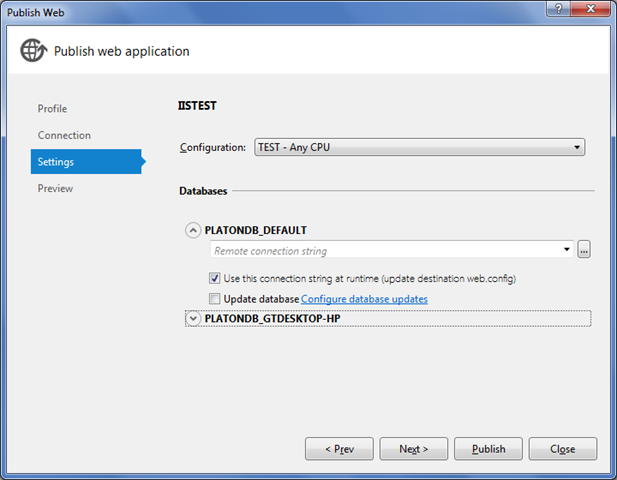 Publish Web
?
Publish web application
Profile
Connection
Settings
Preview
IISTEST
Configuration: TEST - Any CPU
Databases
PLATONDB_DEFAULT
Remote connection string
...
Use this connection string at runtime (update destination web.config)
Update database Configure database updates
PLATONDB_GTDESKTOP-HP
< Prev
Next >
Publish
Close